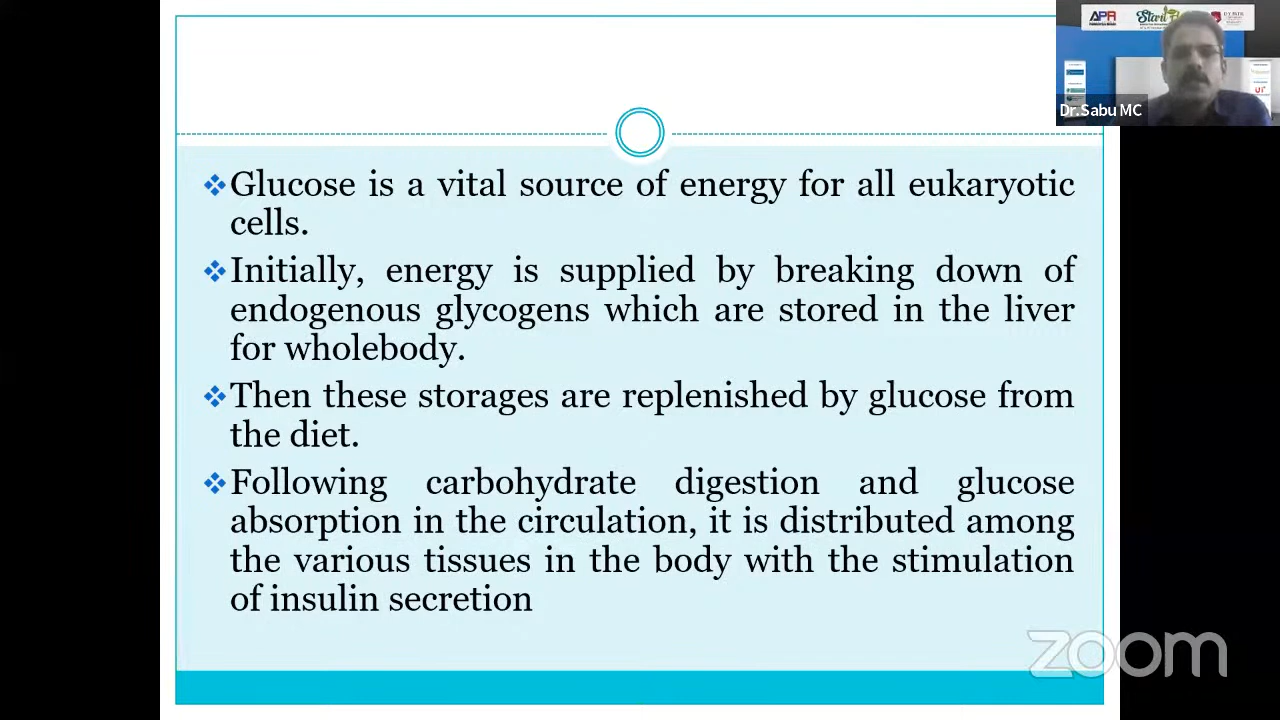 APR
Start
Dr.Sabu MC
Glucose is a vital source of energy for all eukaryotic
cells.
Initially, energy is supplied by breaking down of
endogenous glycogens which are stored in the liver
for wholebody.
Then these storages are replenished by glucose from
the diet.
Following carbohydrate digestion and glucose
absorption in the circulation, it is distributed among
the various tissues in the body with the stimulation
of insulin secretion
zoom